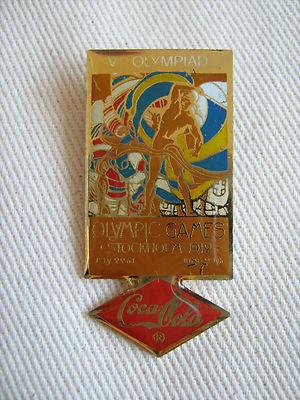 V OLYMPIAD
OLYMPIC GAMES
STOCKHOLM 1912
Coca-Cola